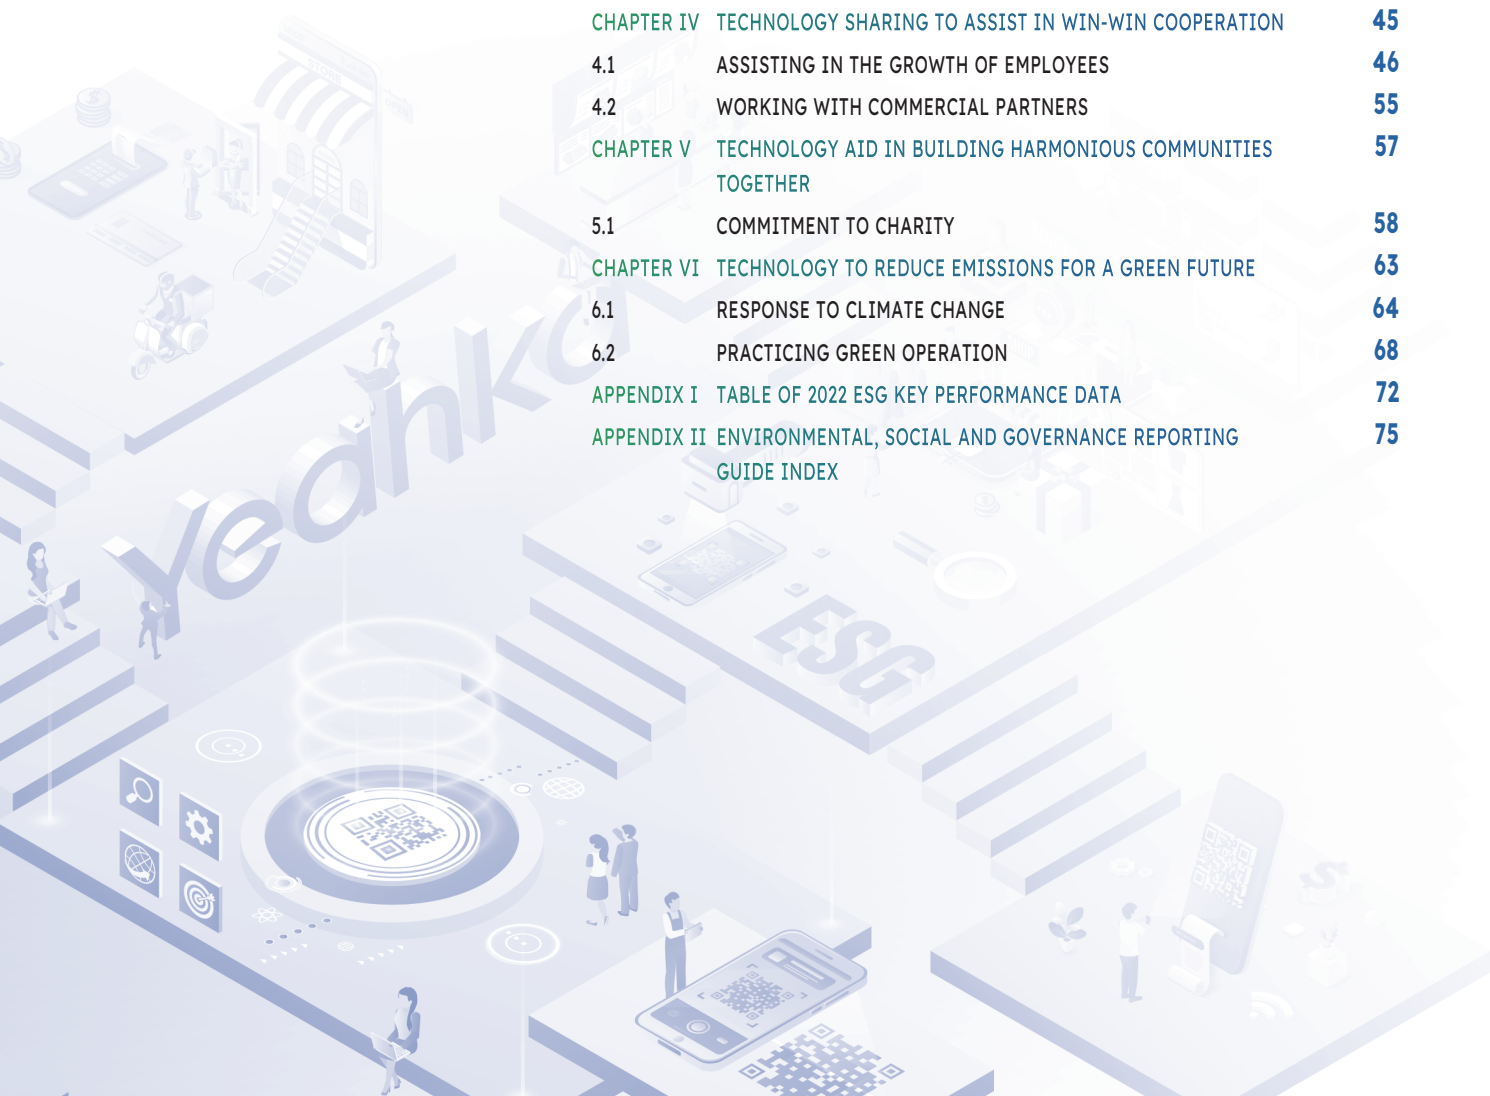 CHAPTER IV TECHNOLOGY SHARING TO ASSIST IN WIN-WIN COOPERATION 45
4.1 ASSISTING IN THE GROWTH OF EMPLOYEES 46
4.2 WORKING WITH COMMERCIAL PARTNERS 55
CHAPTER V TECHNOLOGY AID IN BUILDING HARMONIOUS COMMUNITIES 57
TOGETHER
5.1 COMMITMENT TO CHARITY 58
CHAPTER VI TECHNOLOGY TO REDUCE EMISSIONS FOR A GREEN FUTURE 63
6.1 RESPONSE TO CLIMATE CHANGE 64
6.2 PRACTICING GREEN OPERATION 68
APPENDIX I TABLE OF 2022 ESG KEY PERFORMANCE DATA 72
APPENDIX II ENVIRONMENTAL, SOCIAL AND GOVERNANCE REPORTING 75
GUIDE INDEX
STORE
Yeahka
ESG